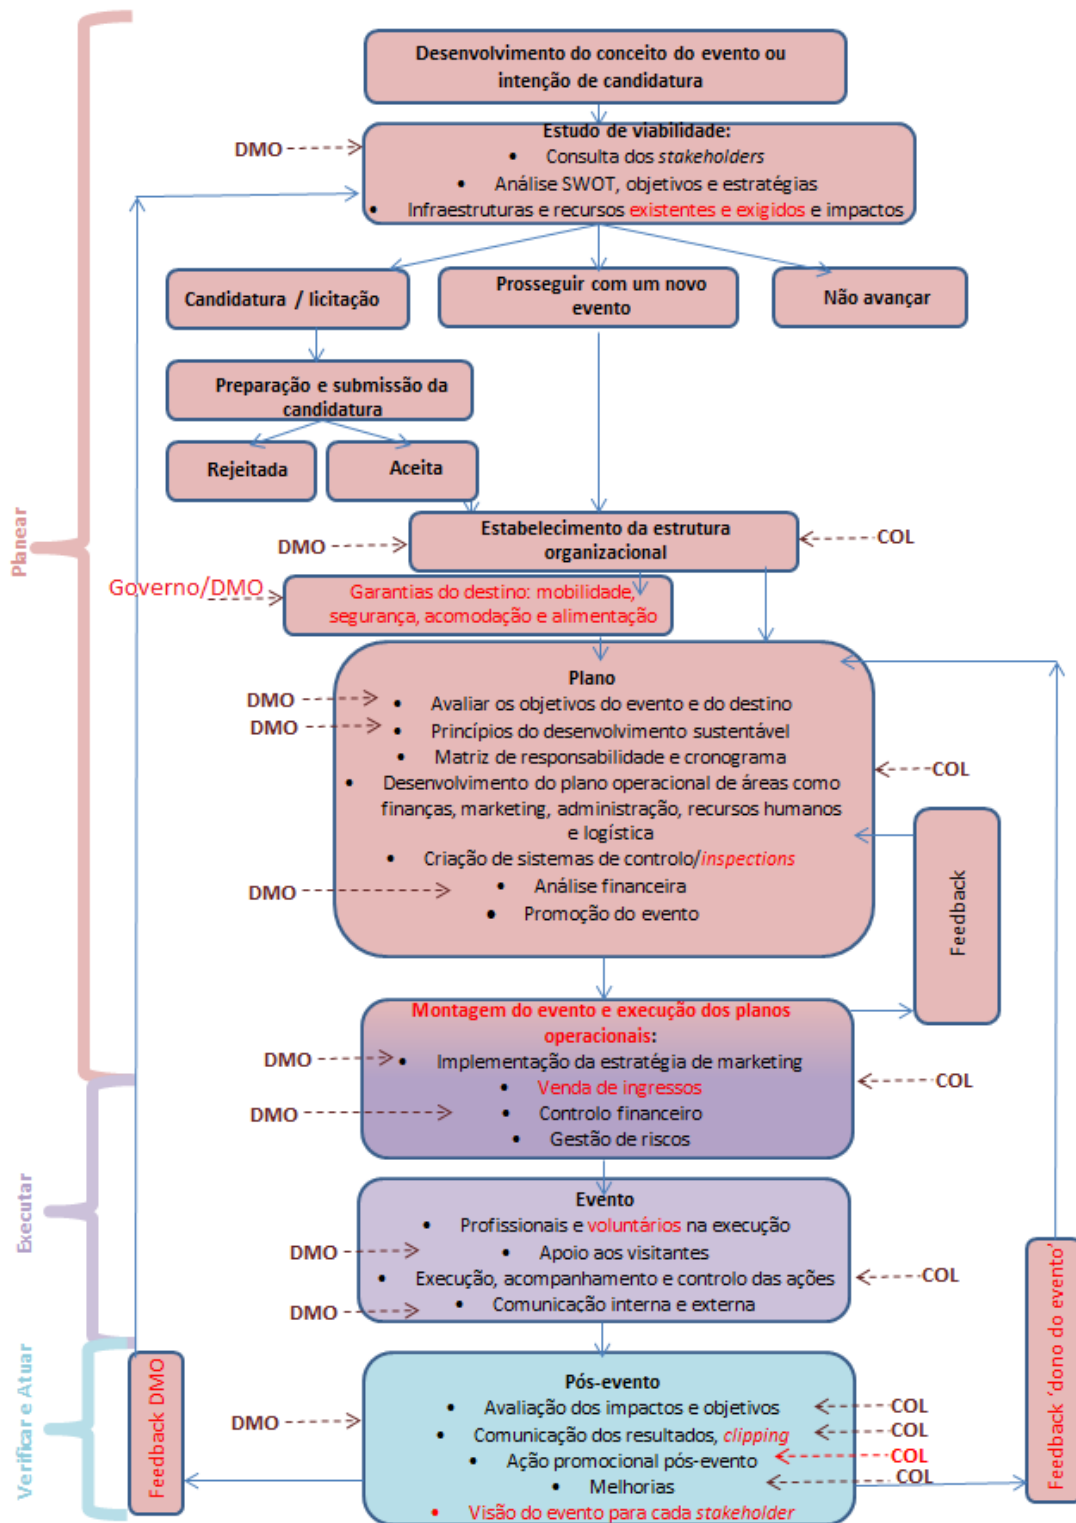 Desenvolvimento do conceito do evento ou
intenção de candidatura
DMO
Estudo de viabilidade:
• Consulta dos stakeholders
• Análise SWOT, objetivos e estratégias
• Infraestruturas e recursos existentes e exigidos e impactos
Candidatura / licitação
Prosseguir com um novo
evento
Não avançar
Preparação e submissão da
candidatura
Rejeitada
Aceita
Planear
DMO
Estabelecimento da estrutura
organizacional
COL
Governo/DMO
Garantias do destino: mobilidade,
segurança, acomodação e alimentação
Plano
DMO
• Avaliar os objetivos do evento e do destino
DMO
• Princípios do desenvolvimento sustentável
• Matriz de responsabilidade e cronograma
COL
• Desenvolvimento do plano operacional de áreas como
finanças, marketing, administração, recursos humanos
e logística
• Criação de sistemas de controlo/inspections
DMO
• Análise financeira
• Promoção do evento
Feedback
Montagem do evento e execução dos planos
operacionais:
DMO
• Implementação da estratégia de marketing
COL
• Venda de ingressos
DMO
• Controlo financeiro
• Gestão de riscos
Executar
Evento
• Profissionais e voluntários na execução
DMO
• Apoio aos visitantes
• Execução, acompanhamento e controlo das ações
COL
DMO
• Comunicação interna e externa
Feedback 'dono do evento'
Verificar e Atuar
Feedback DMO
Pós-evento
• Avaliação dos impactos e objetivos
COL
DMO
• Comunicação dos resultados, clipping
COL
• Ação promocional pós-evento
COL
• Melhorias
COL
• Visão do evento para cada stakeholder